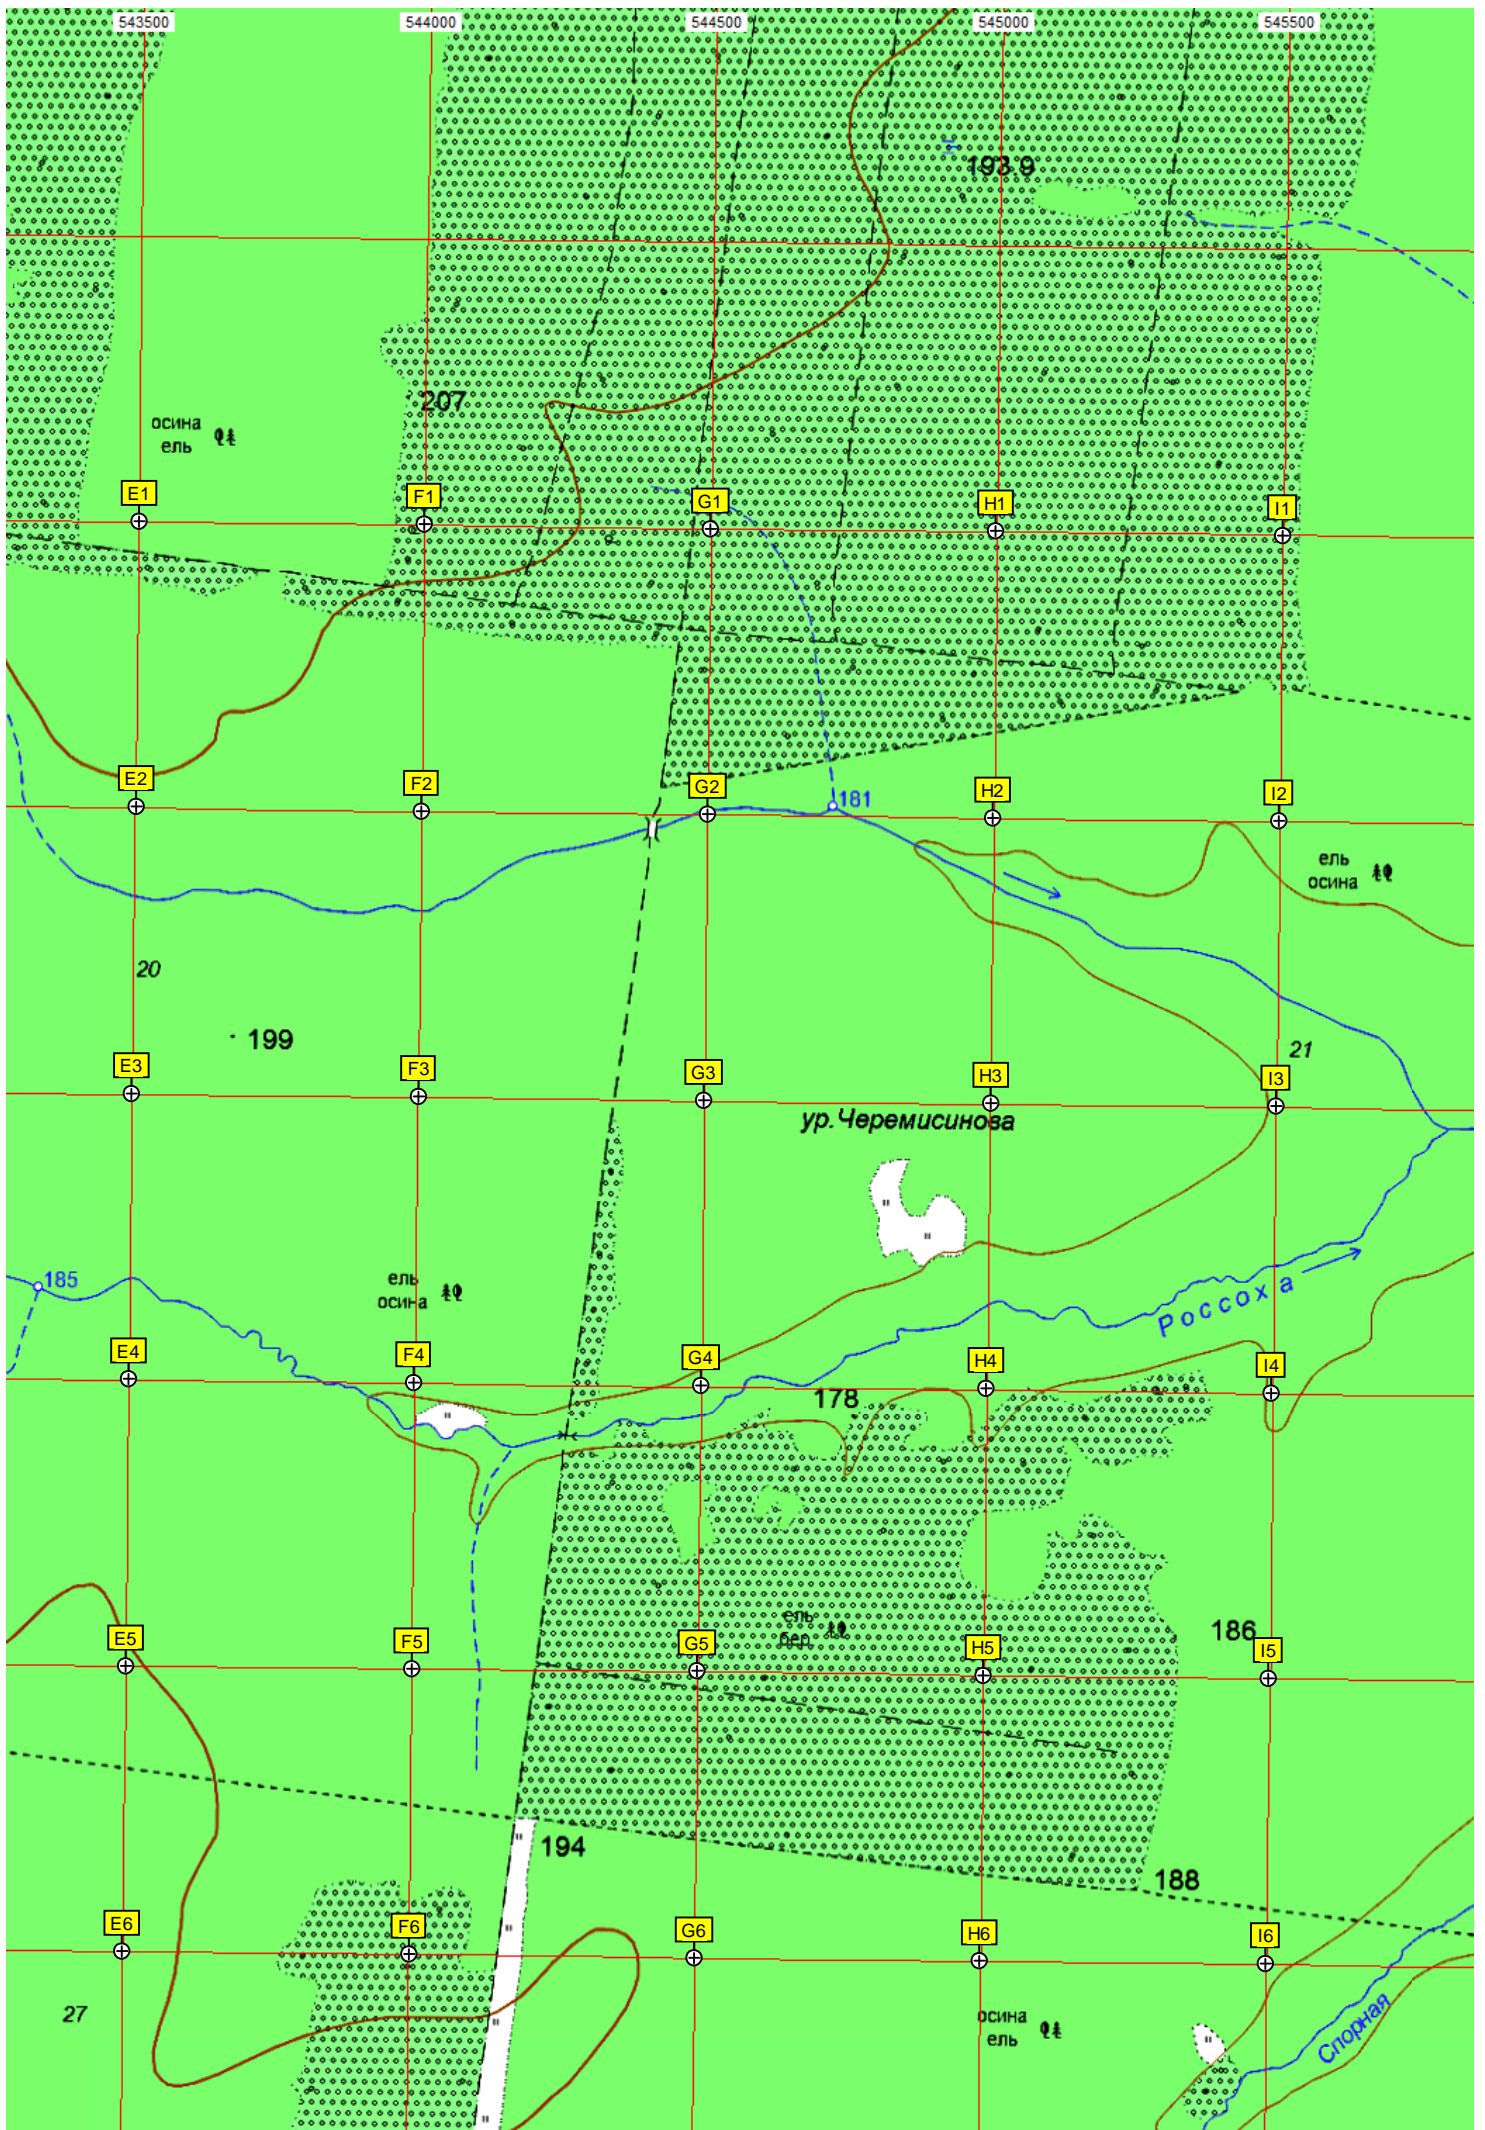 543500 544000 544500 545000 545500
193.9
207
осина
ель
E1 F1 G1 H1 I1
E2 F2 G2 H2 I2
181
ель
осина
20
199
21
E3 F3 G3 H3 I3
ур.Черемисинова
185
ель
осина
Россоха
E4 F4 G4 H4 I4
178
ель
бер.
186
E5 F5 G5 H5 I5
194
188
E6 F6 G6 H6 I6
27
осина
ель
Спорная